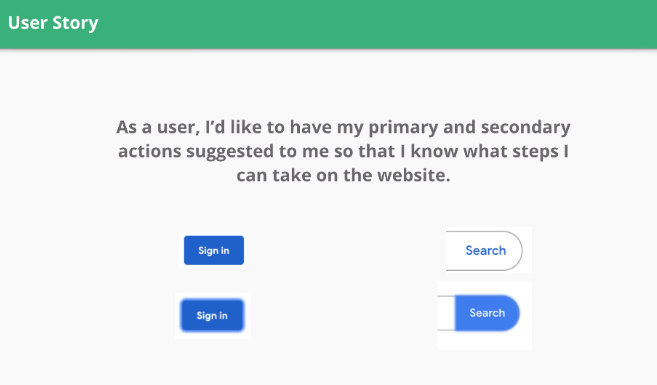 User Story
As a user, I’d like to have my primary and secondary
actions suggested to me so that I know what steps I
can take on the website.
Sign in
Search
Sign in
Search